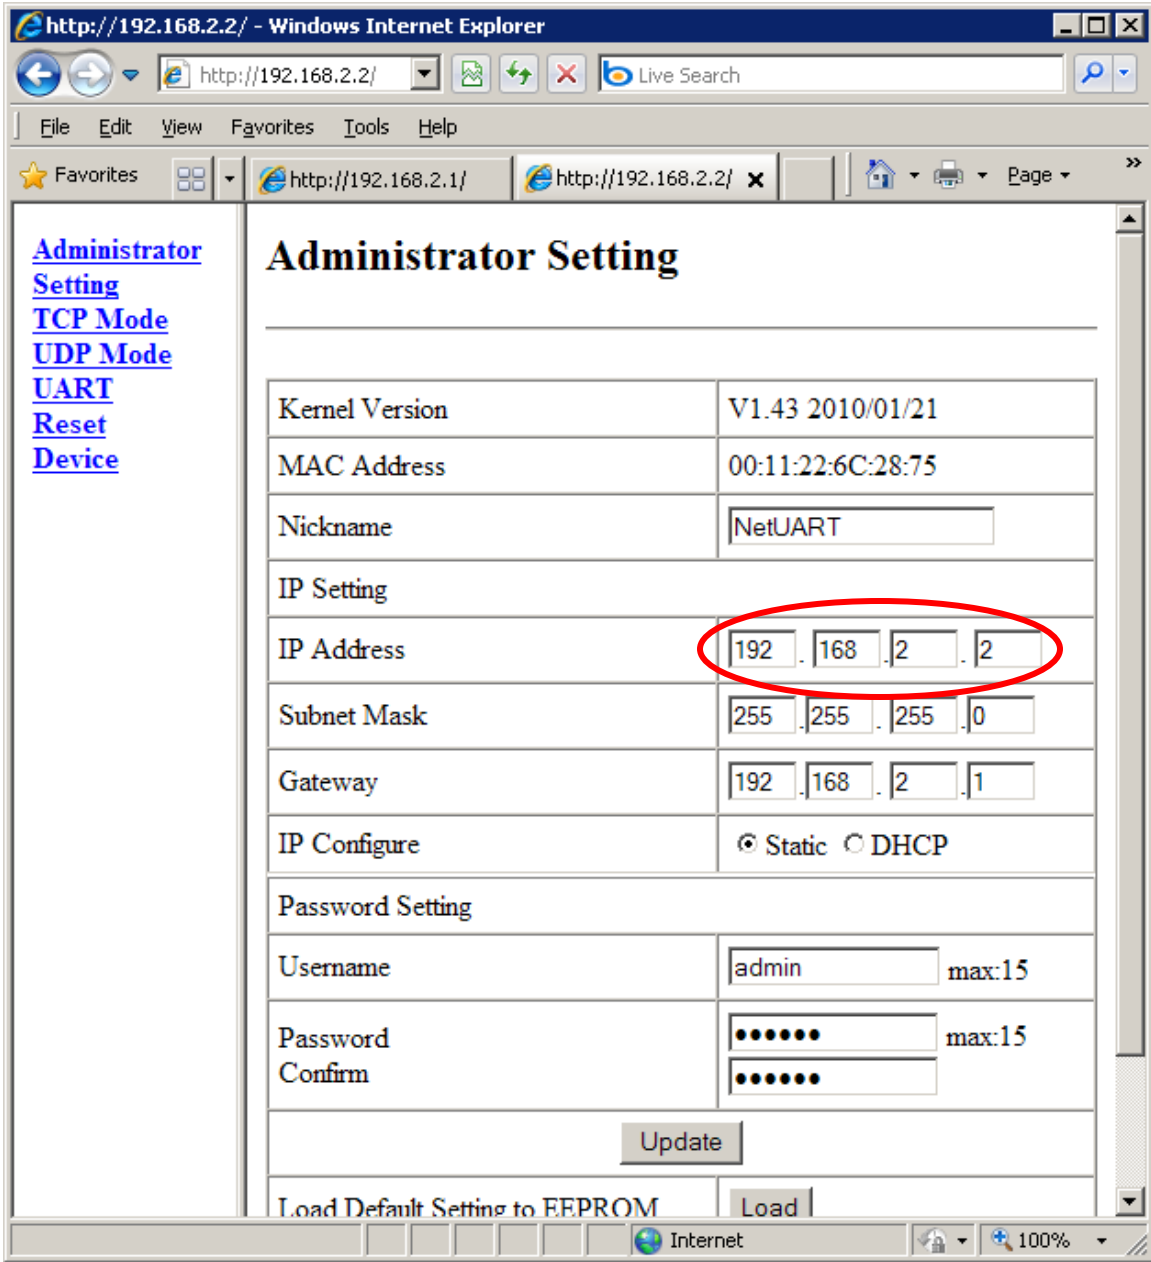 http://192.168.2.2/ - Windows Internet Explorer
http://192.168.2.2/ Live Search
File Edit View Favorites Tools Help
Favorites http://192.168.2.1/ http://192.168.2.2/ Page »
Administrator
Setting
TCP Mode
UDP Mode
UART
Reset
Device
Administrator Setting
Kernel Version V1.43 2010/01/21
MAC Address 00:11:22:6C:28:75
Nickname NetUART
IP Setting
IP Address 192 . 168 . 2 . 2
Subnet Mask 255 . 255 . 255 . 0
Gateway 192 . 168 . 2 . 1
IP Configure Static DHCP
Password Setting
Username admin max:15
Password ●●●●●● max:15
Confirm ●●●●●●
Update
Load Default Setting to EEPROM Load
Internet 100%